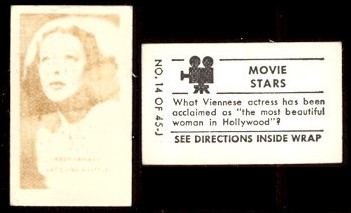 NO. 14 OF 45-J
MOVIE
STARS
What Viennese actress has been
acclaimed as "the most beautiful
woman in Hollywood"?
SEE DIRECTIONS INSIDE WRAP